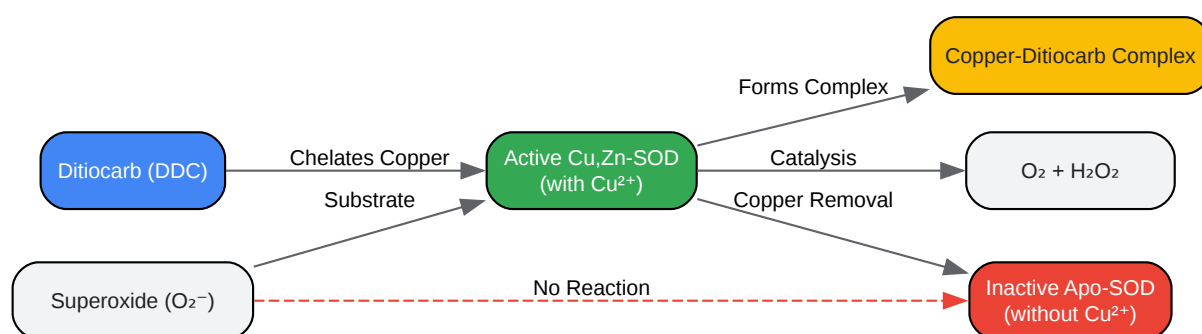 Copper-Ditiocarb Complex
Forms Complex
Ditiocarb (DDC)
Chelates Copper
Active Cu,Zn-SOD
(with Cu²⁺)
Catalysis
O₂ + H₂O₂
Substrate
Copper Removal
Superoxide (O₂⁻)
No Reaction
Inactive Apo-SOD
(without Cu²⁺)